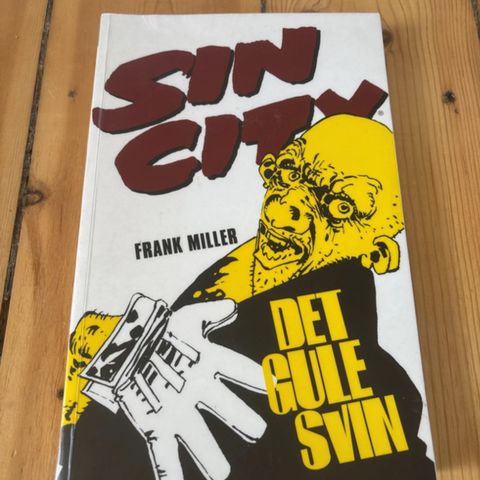 SIN
CITY®
FRANK MILLER
DET
GULE
SVIN